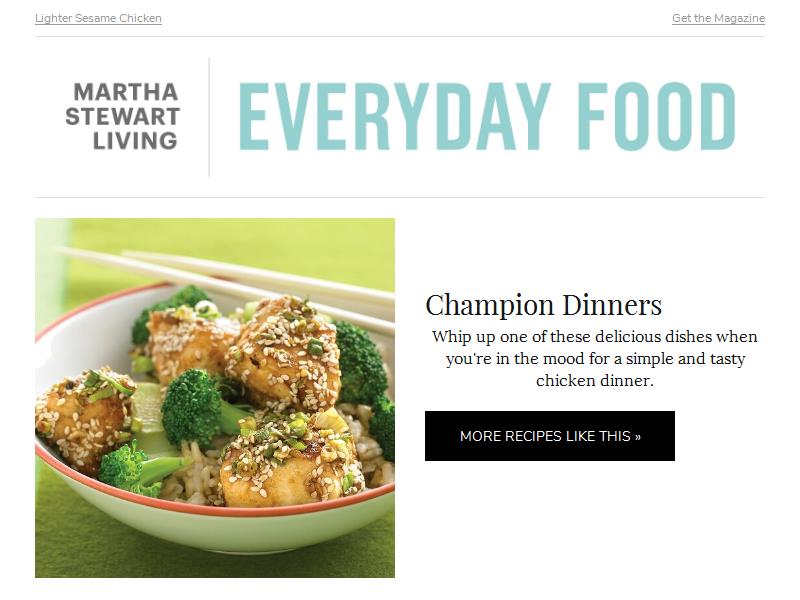 Lighter Sesame Chicken
Get the Magazine
MARTHA
STEWART
LIVING
EVERYDAY FOOD
Champion Dinners
Whip up one of these delicious dishes when
you're in the mood for a simple and tasty
chicken dinner.
MORE RECIPES LIKE THIS »